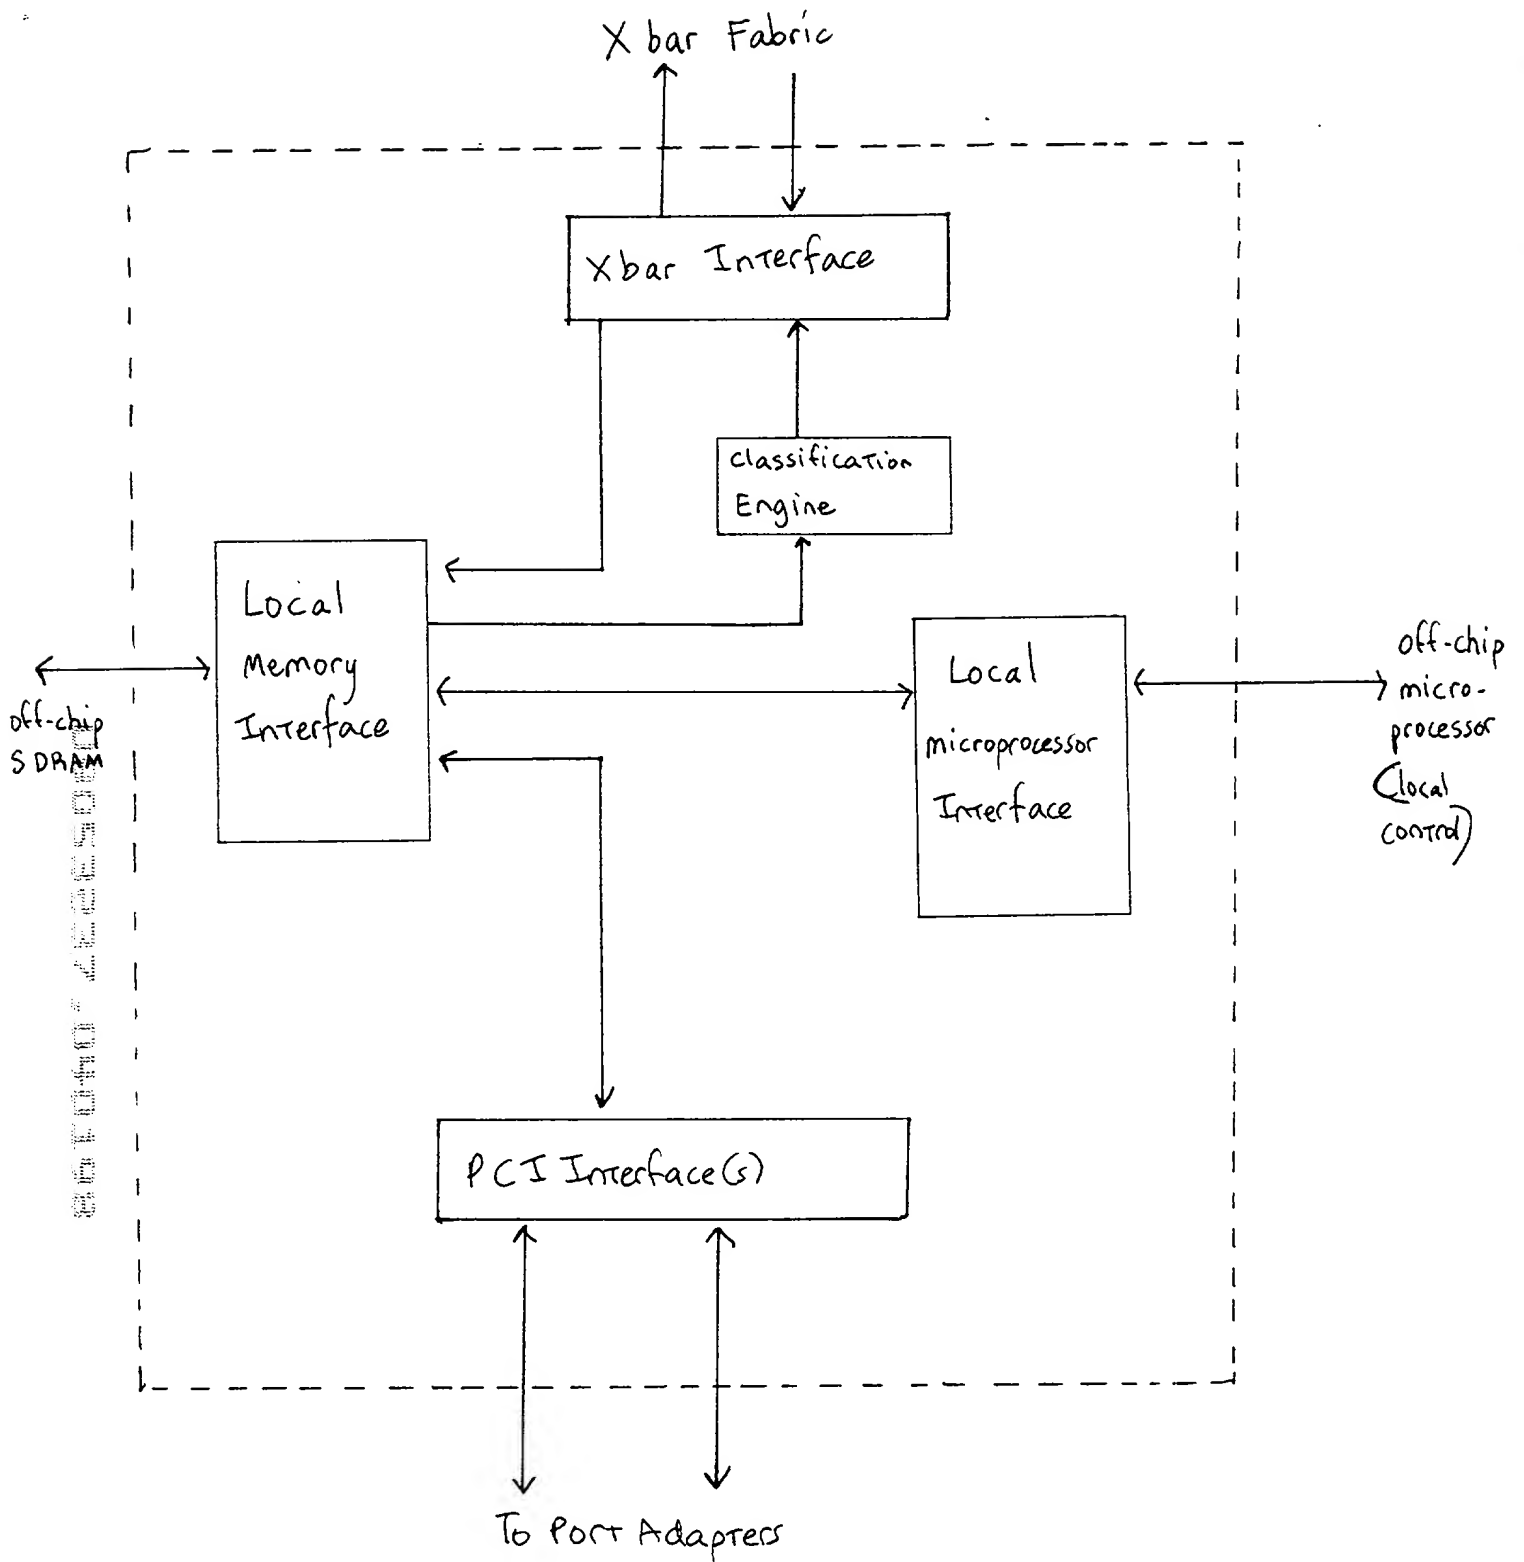 Xbar Fabric
Xbar Interface
Classification
Engine
Local
Memory
Interface
Local
microprocessor
Interface
off-chip
SDRAM
off-chip
micro-
processor
(local
control)
PCI Interface(s)
To Port Adapters